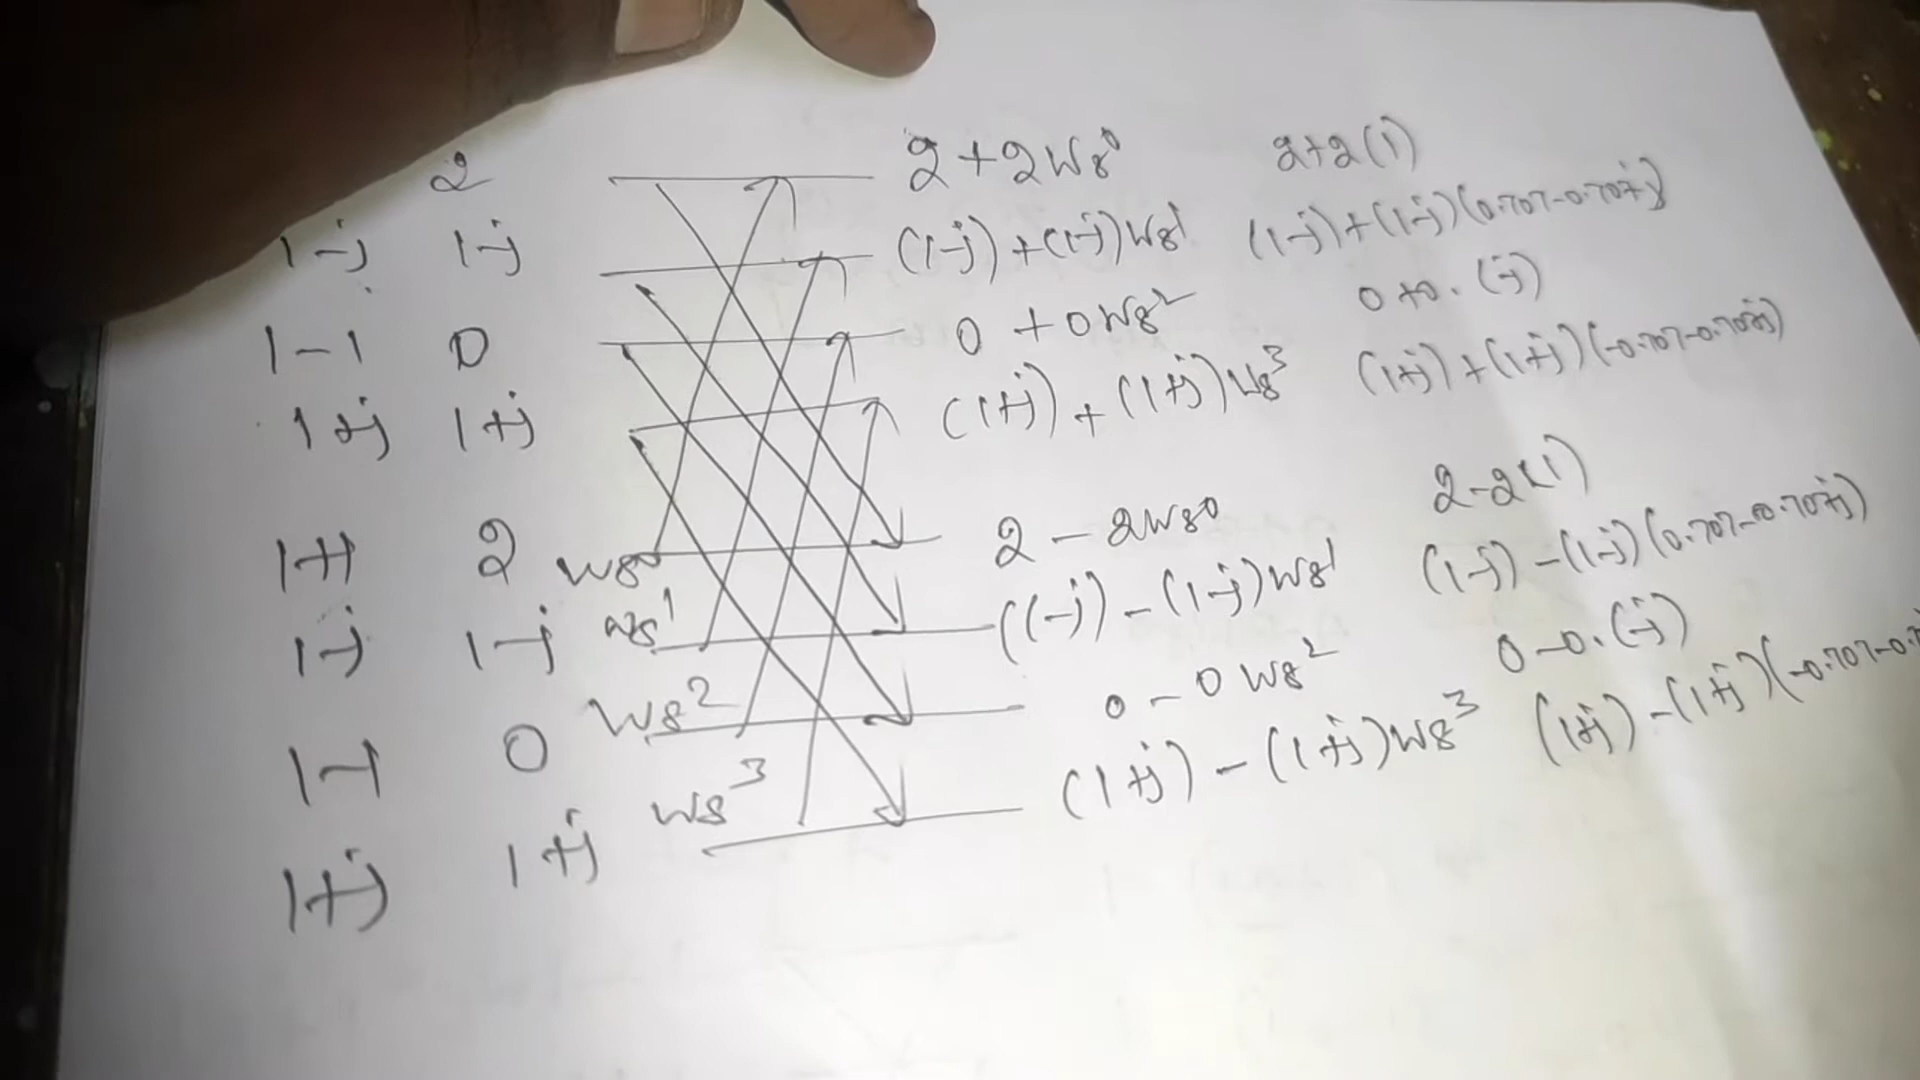 2 2+2W8⁰ 2+2(1)
1-j 1-j (1-j)+(1-j)W8¹ (1-j)+(1-j)(0.707-0.707j)
1-1 0 0+0W8² 0+0.(-j)
1+j 1+j (1+j)+(1+j)W8³ (1+j)+(1+j)(-0.707-0.707j)
1+1 2 W8⁰ 2-2W8⁰ 2-2(1)
1-j 1-j W8¹ (1-j)-(1-j)W8¹ (1-j)-(1-j)(0.707-0.707j)
1-1 0 W8² 0-0W8² 0-0.(-j)
1+j 1+j W8³ (1+j)-(1+j)W8³ (1+j)-(1+j)(-0.707-0.7